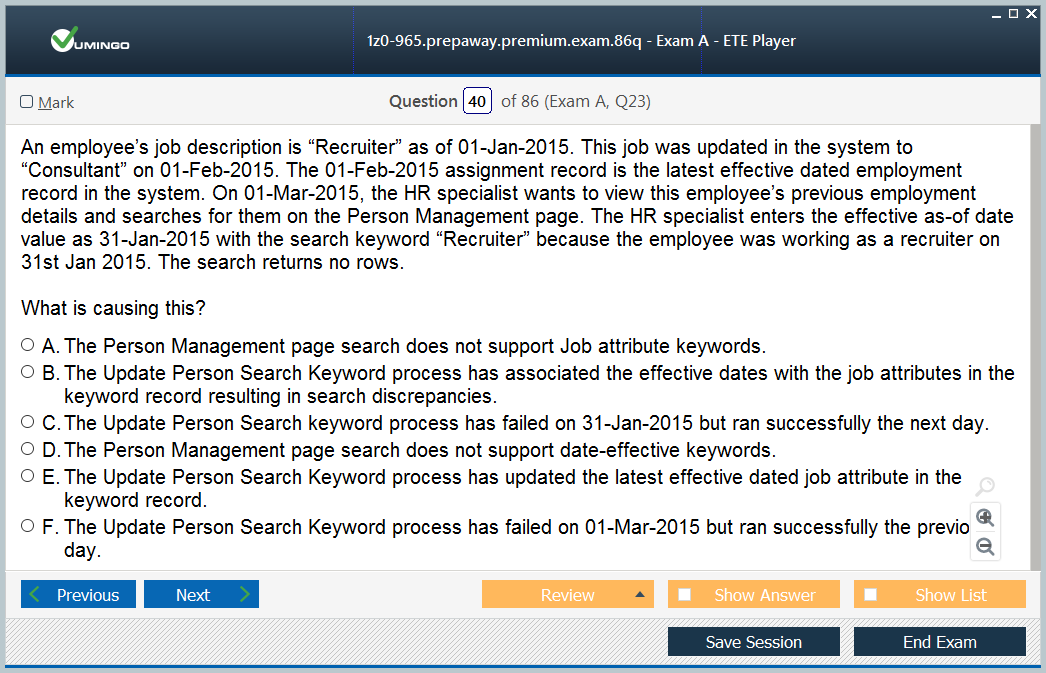 VUMINGO
1z0-965.prepaway.premium.exam.86q - Exam A - ETE Player
Mark
Question 40 of 86 (Exam A, Q23)
An employee’s job description is “Recruiter” as of 01-Jan-2015. This job was updated in the system to
“Consultant” on 01-Feb-2015. The 01-Feb-2015 assignment record is the latest effective dated employment
record in the system. On 01-Mar-2015, the HR specialist wants to view this employee’s previous employment
details and searches for them on the Person Management page. The HR specialist enters the effective as-of date
value as 31-Jan-2015 with the search keyword “Recruiter” because the employee was working as a recruiter on
31st Jan 2015. The search returns no rows.
What is causing this?
A. The Person Management page search does not support Job attribute keywords.
B. The Update Person Search Keyword process has associated the effective dates with the job attributes in the
keyword record resulting in search discrepancies.
C. The Update Person Search keyword process has failed on 31-Jan-2015 but ran successfully the next day.
D. The Person Management page search does not support date-effective keywords.
E. The Update Person Search Keyword process has updated the latest effective dated job attribute in the
keyword record.
F. The Update Person Search Keyword process has failed on 01-Mar-2015 but ran successfully the previo
day.
Previous
Next
Review
Show Answer
Show List
Save Session
End Exam